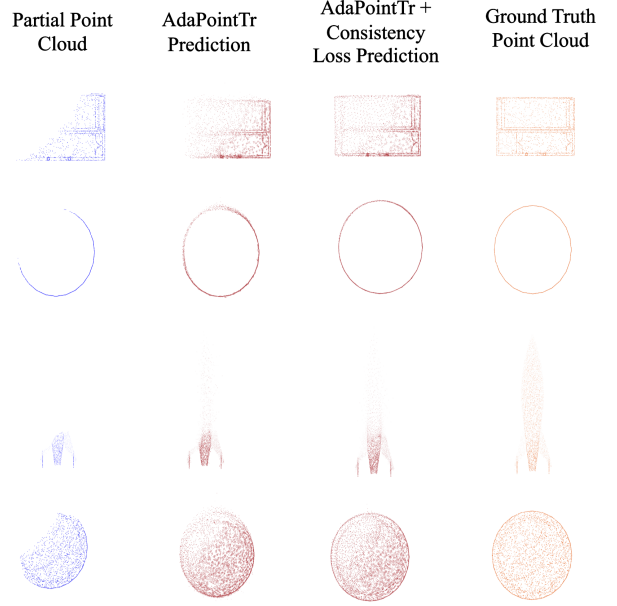 Partial Point
Cloud
AdaPointTr
Prediction
AdaPointTr +
Consistency
Loss Prediction
Ground Truth
Point Cloud